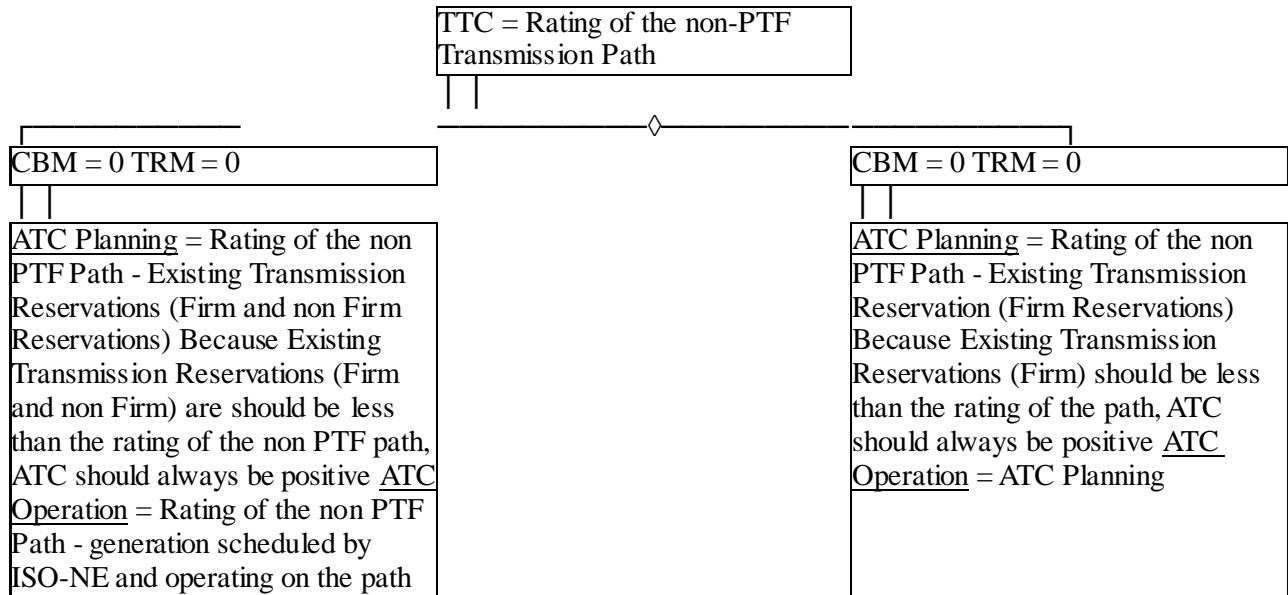 TTC = Rating of the non-PTF
Transmission Path
CBM = 0 TRM = 0
ATC Planning = Rating of the non
PTF Path - Existing Transmission
Reservations (Firm and non Firm
Reservations) Because Existing
Transmission Reservations (Firm
and non Firm) are should be less
than the rating of the non PTF path,
ATC should always be positive ATC
Operation = Rating of the non PTF
Path - generation scheduled by
ISO-NE and operating on the path
CBM = 0 TRM = 0
ATC Planning = Rating of the non
PTF Path - Existing Transmission
Reservation (Firm Reservations)
Because Existing Transmission
Reservations (Firm) should be less
than the rating of the path, ATC
should always be positive ATC
Operation = ATC Planning